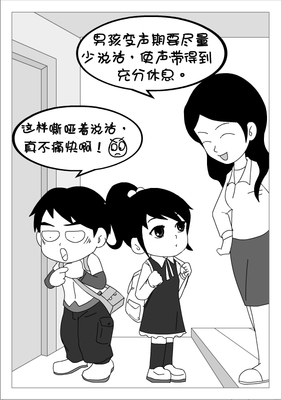 男孩变声期要尽量
少说话，使声带得到
充分休息。
这样嘶哑着说话，
真不痛快啊！